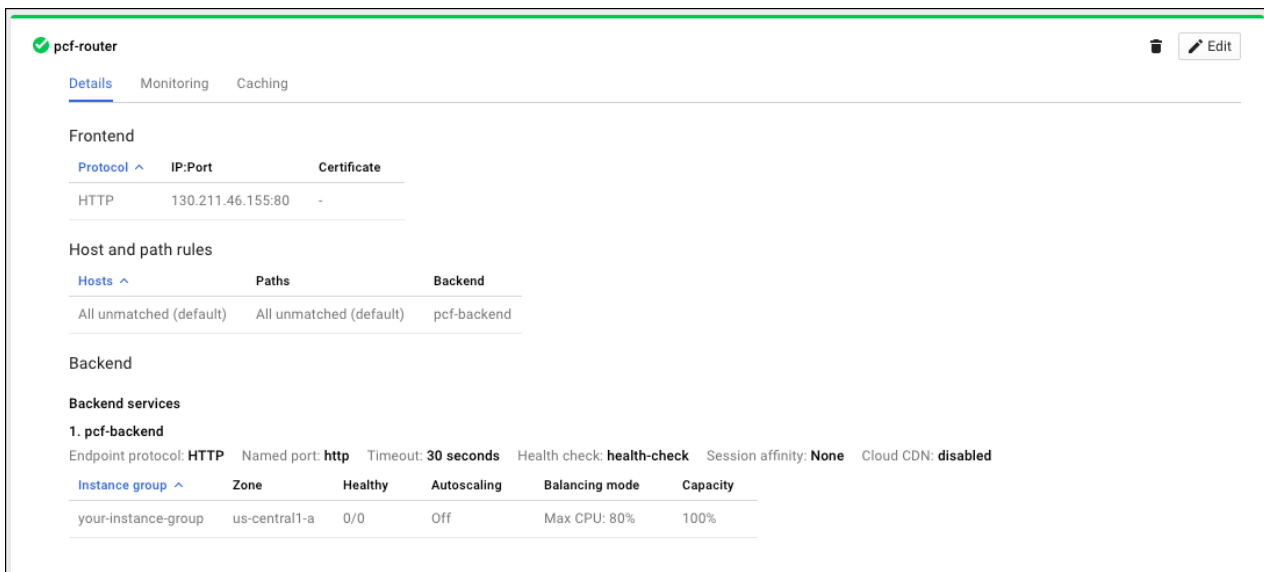 pcf-router
Edit
Details Monitoring Caching
Frontend
Protocol IP:Port Certificate
HTTP 130.211.46.155:80 -
Host and path rules
Hosts Paths Backend
All unmatched (default) All unmatched (default) pcf-backend
Backend
Backend services
1. pcf-backend
Endpoint protocol: HTTP Named port: http Timeout: 30 seconds Health check: health-check Session affinity: None Cloud CDN: disabled
Instance group Zone Healthy Autoscaling Balancing mode Capacity
your-instance-group us-central1-a 0/0 Off Max CPU: 80% 100%